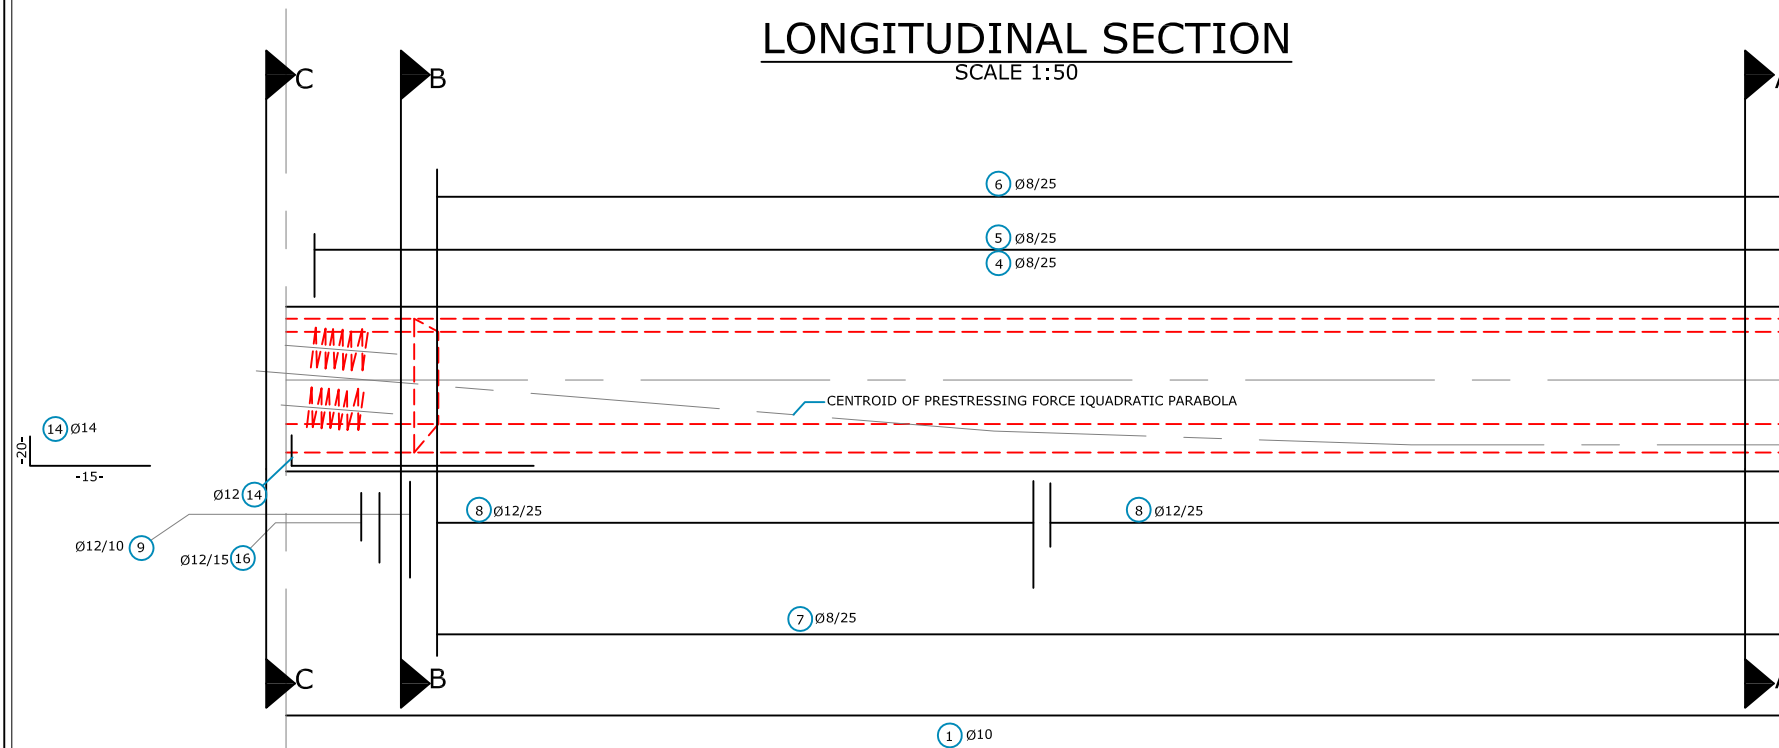 LONGITUDINAL SECTION
SCALE 1:50
C
B
6 Ø8/25
5 Ø8/25
4 Ø8/25
CENTROID OF PRESTRESSING FORCE IQUADRATIC PARABOLA
14 Ø14
-20-
-15-
Ø12 14
8 Ø12/25
8 Ø12/25
Ø12/10 9
Ø12/15 16
7 Ø8/25
C
B
1 Ø10